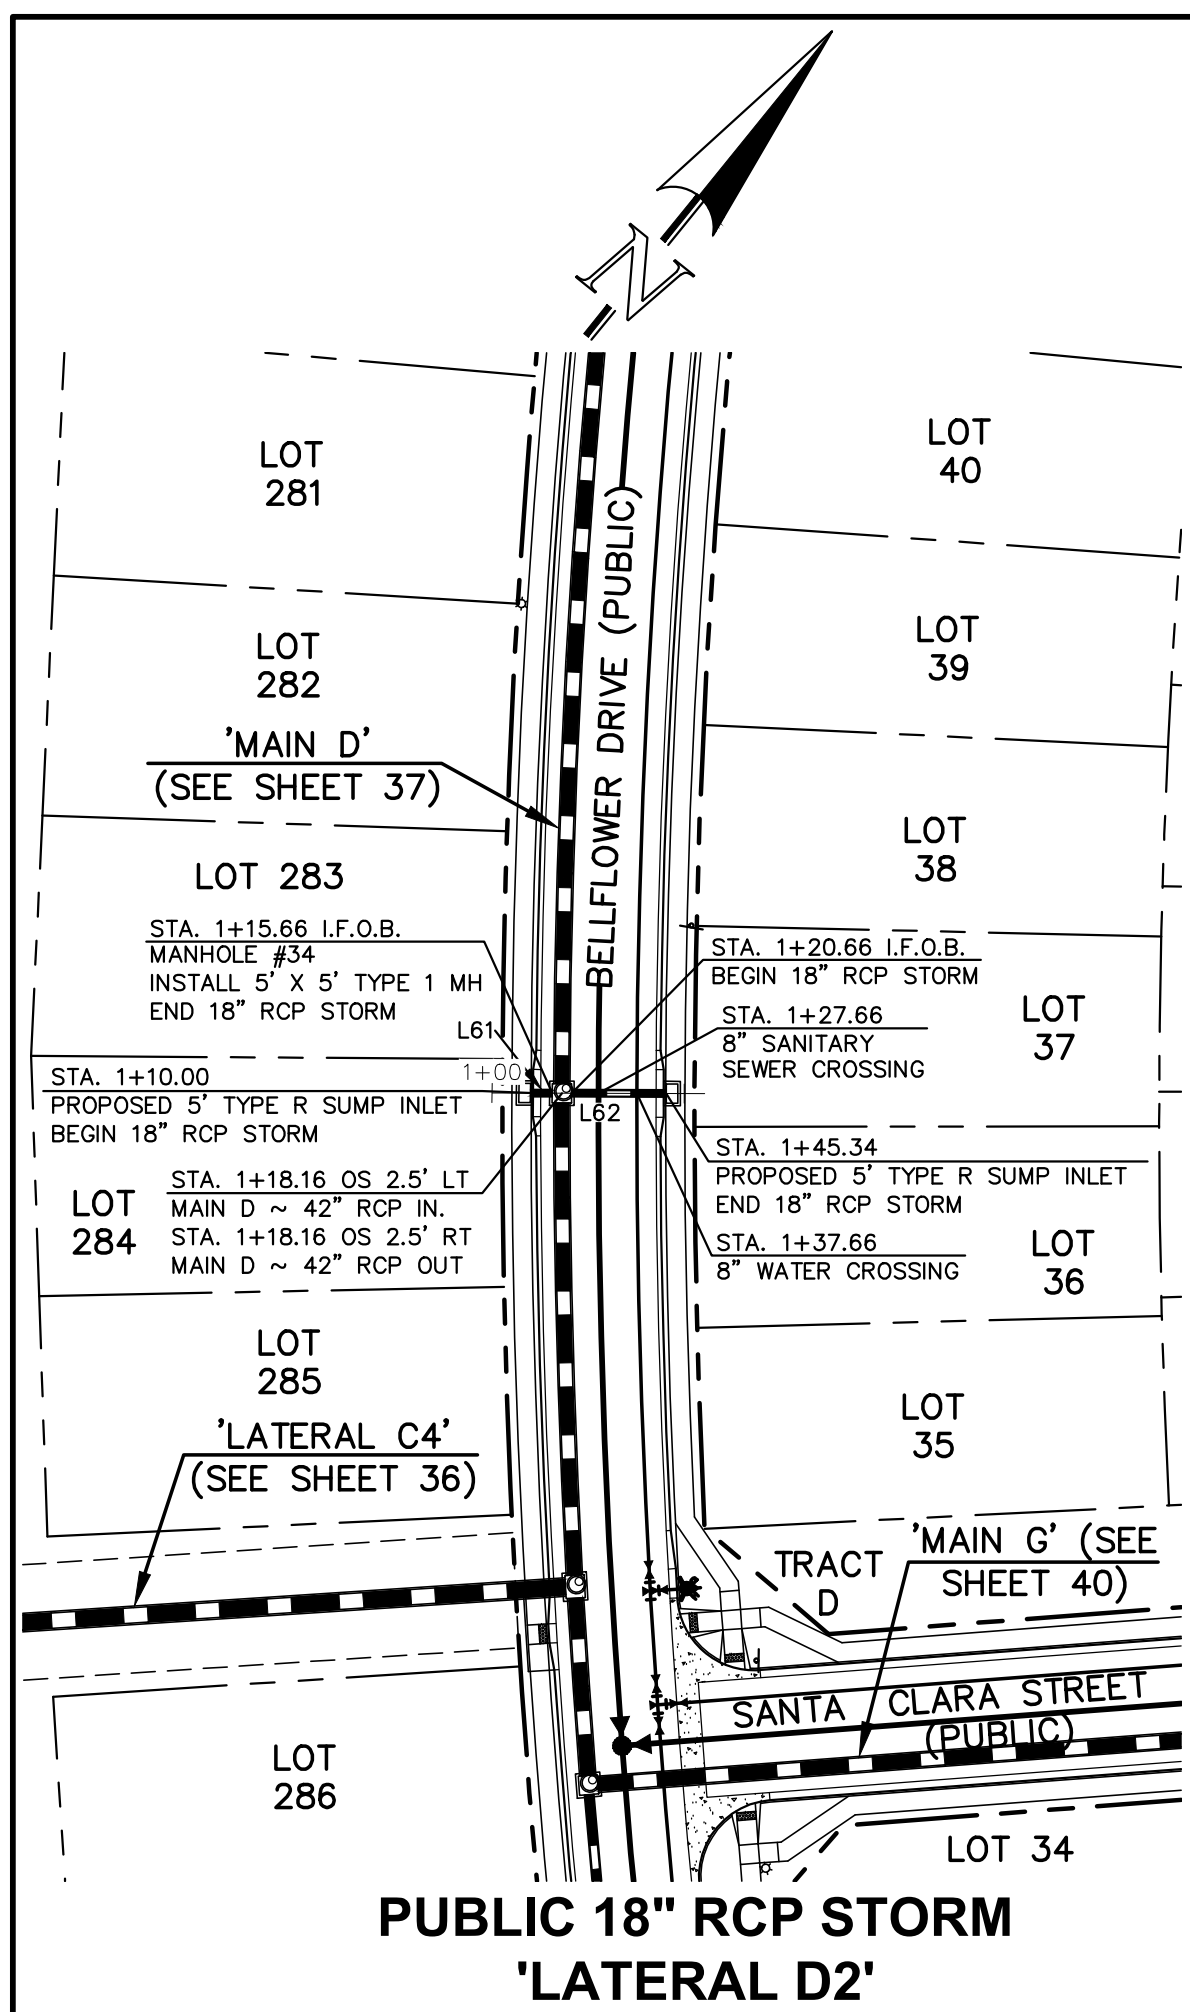 N
LOT
281
LOT
40
BELLFLOWER DRIVE (PUBLIC)
LOT
282
LOT
39
'MAIN D'
(SEE SHEET 37)
LOT
38
LOT 283
STA. 1+15.66 I.F.O.B.
MANHOLE #34
INSTALL 5' X 5' TYPE 1 MH
END 18" RCP STORM
STA. 1+20.66 I.F.O.B.
BEGIN 18" RCP STORM
LOT
37
STA. 1+27.66
8" SANITARY
SEWER CROSSING
L61
1+00
STA. 1+10.00
PROPOSED 5' TYPE R SUMP INLET
BEGIN 18" RCP STORM
L62
STA. 1+45.34
PROPOSED 5' TYPE R SUMP INLET
END 18" RCP STORM
LOT
284
STA. 1+18.16 OS 2.5' LT
MAIN D ~ 42" RCP IN.
STA. 1+18.16 OS 2.5' RT
MAIN D ~ 42" RCP OUT
STA. 1+37.66
8" WATER CROSSING
LOT
36
LOT
285
LOT
35
'LATERAL C4'
(SEE SHEET 36)
TRACT
D
'MAIN G' (SEE
SHEET 40)
SANTA CLARA STREET
(PUBLIC)
LOT
286
LOT 34
PUBLIC 18" RCP STORM
'LATERAL D2'